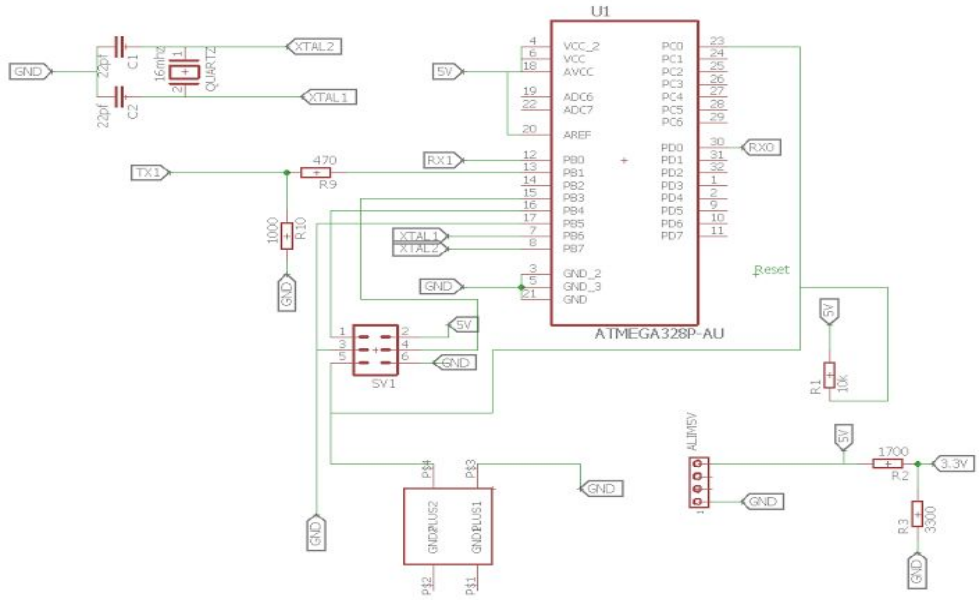 U1
XTAL2
C1
22pf
GND
16mhz
1
2
QUARTZ
C2
22pf
XTAL1
5V
4
6
18
19
22
20
12
13
14
15
16
17
7
8
3
5
21
VCC_2
VCC
AVCC
ADC6
ADC7
AREF
PB0
PB1
PB2
PB3
PB4
PB5
PB6
PB7
GND_2
GND_3
GND
PC0
PC1
PC2
PC3
PC4
PC5
PC6
PD0
PD1
PD2
PD3
PD4
PD5
PD6
PD7
23
24
25
26
27
28
29
30
31
32
1
2
9
10
11
RX0
RX1
TX1
470
R9
1000
R10
GND
XTAL1
XTAL2
GND
ATMEGA328P-AU
Reset
5V
R1
10k
1
3
5
2
4
6
5V
GND
SV1
P$4
P$3
GND
PLUS2
PLUS1
P$2
P$1
GND
ALIM5V
1
GND
5V
1700
R2
3.3V
R3
3300
GND